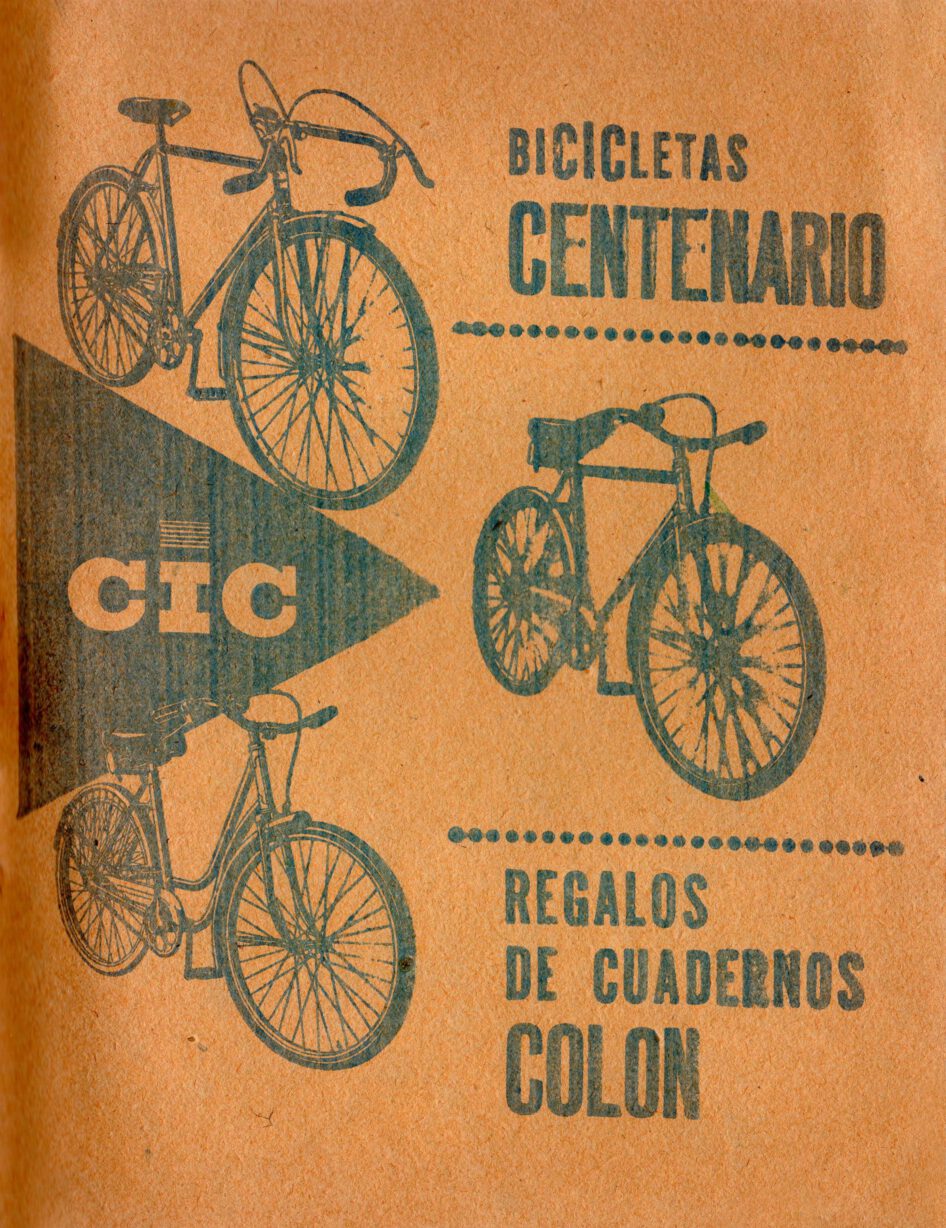 BICICLETAS
CENTENARIO
CIC
REGALOS
DE CUADERNOS
COLON